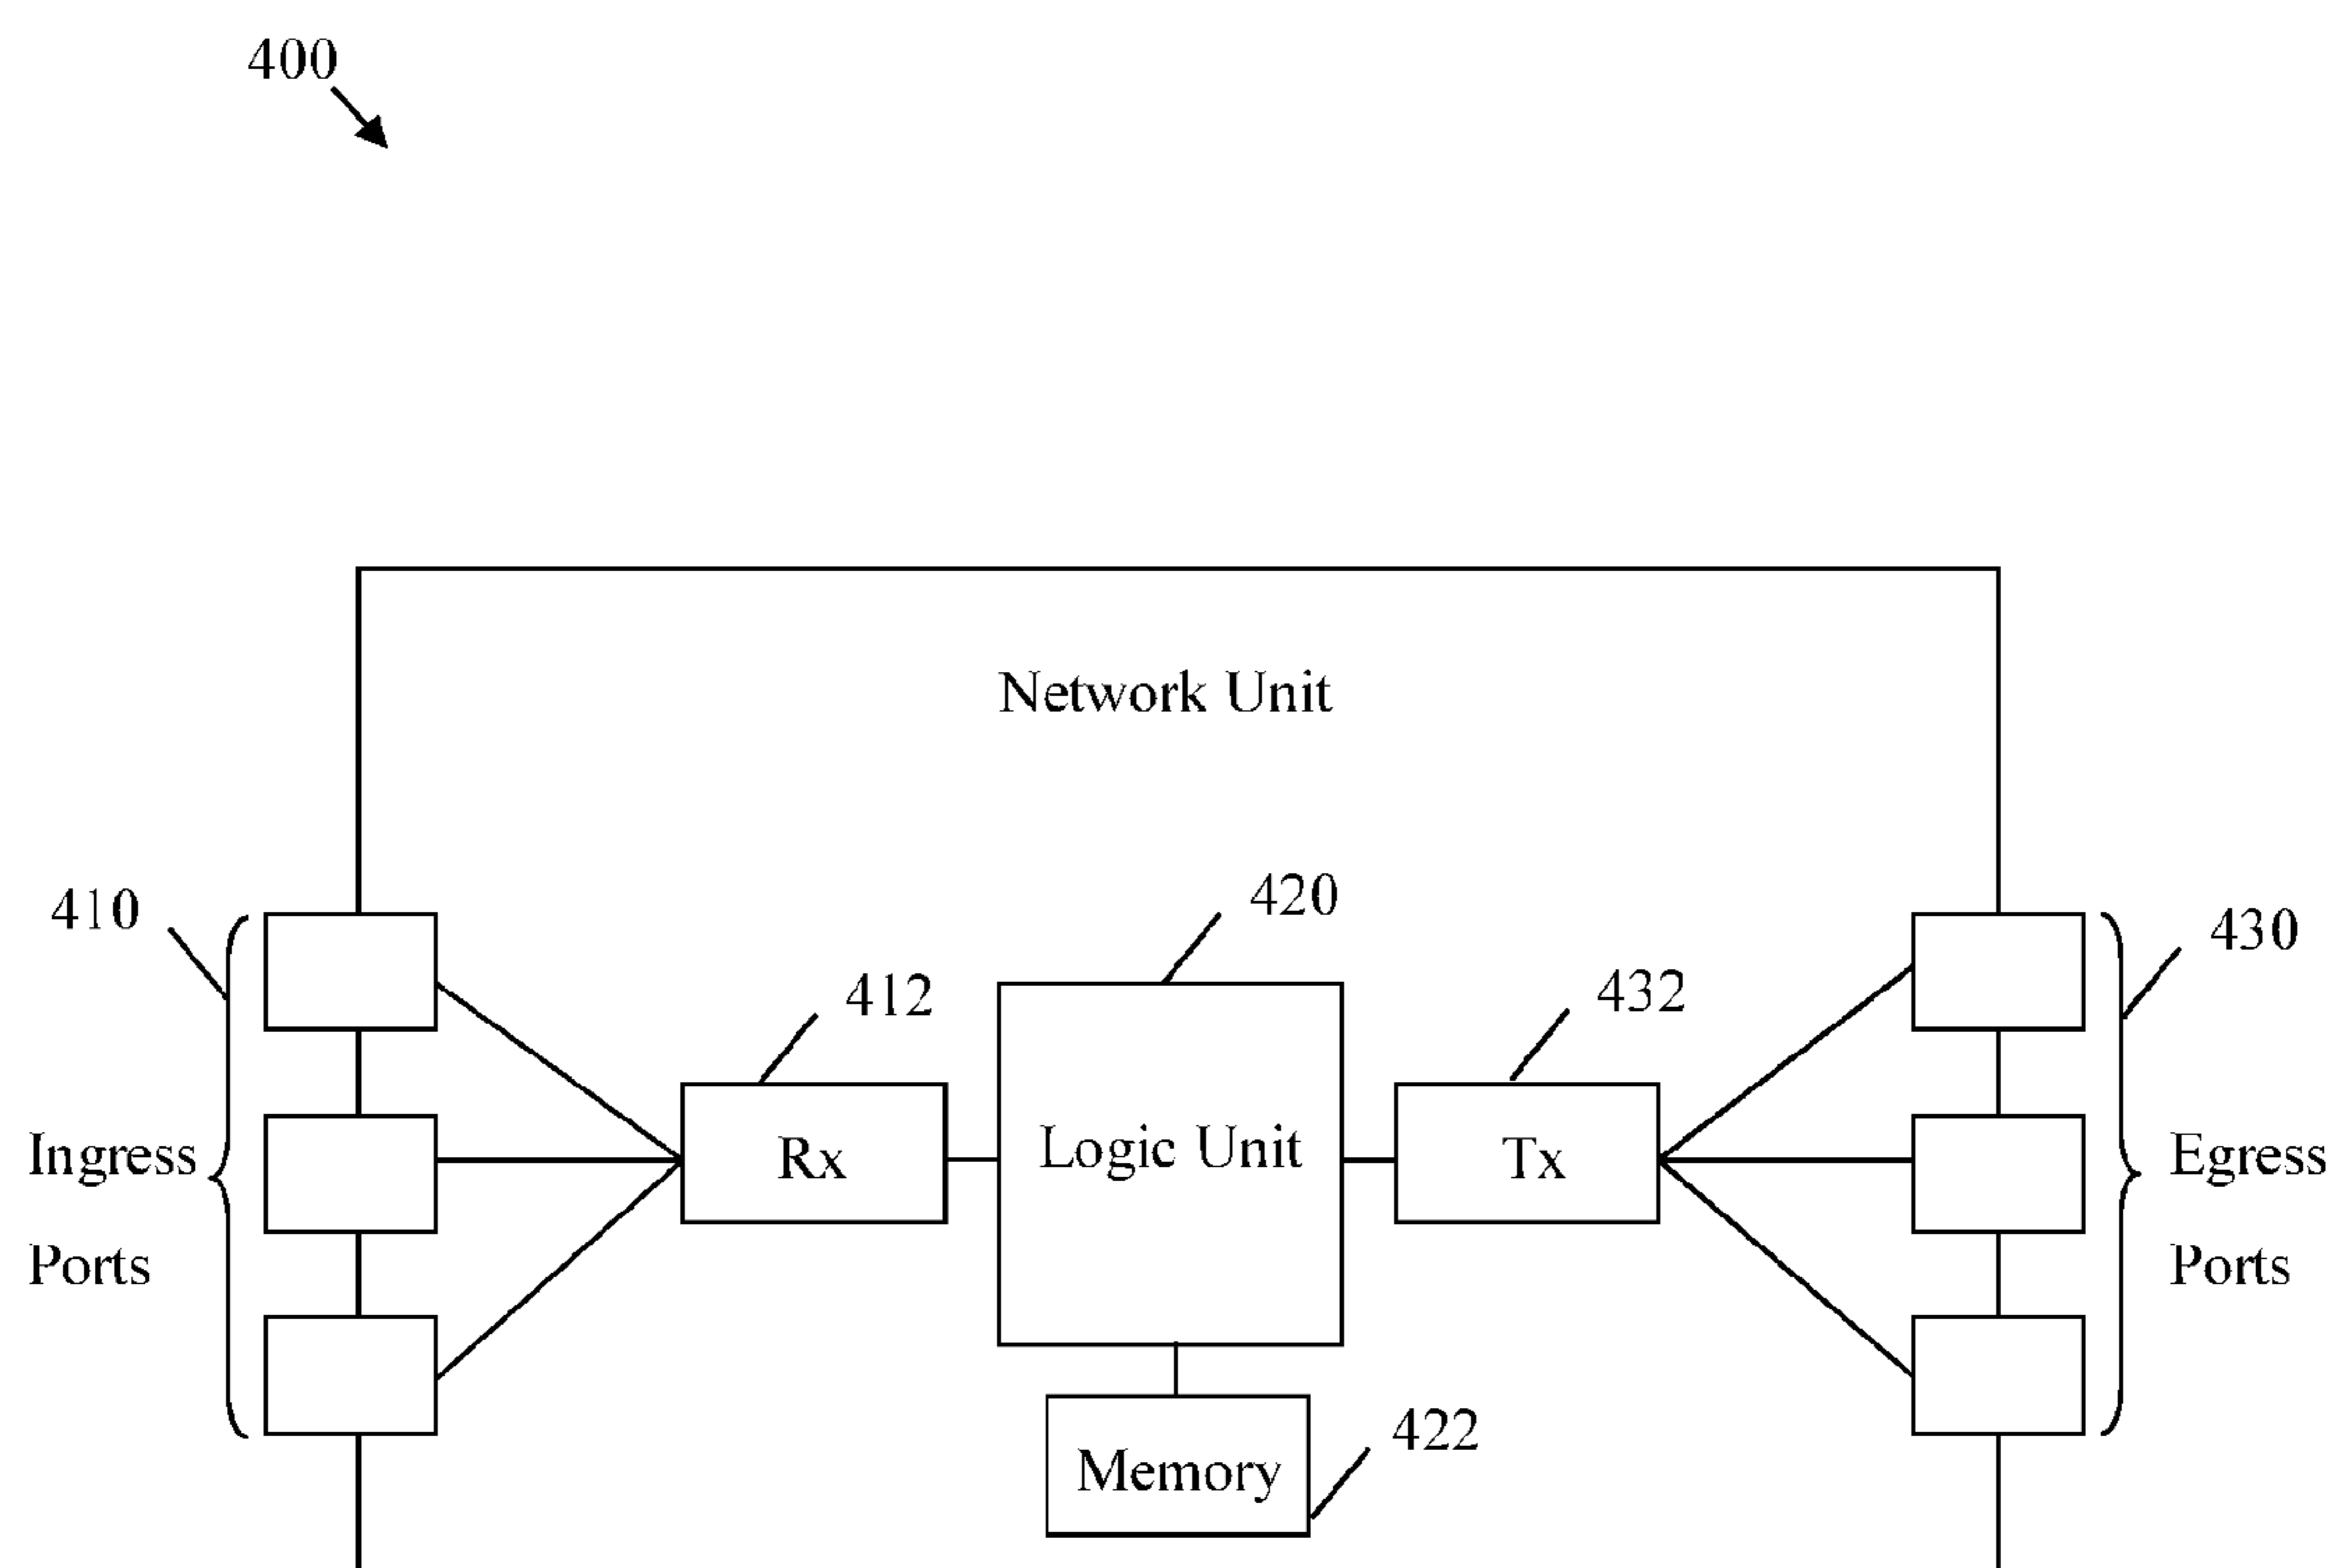 400
Network Unit
410
420
430
412
432
Ingress
Ports
Rx
Logic Unit
Tx
Egress
Ports
422
Memory